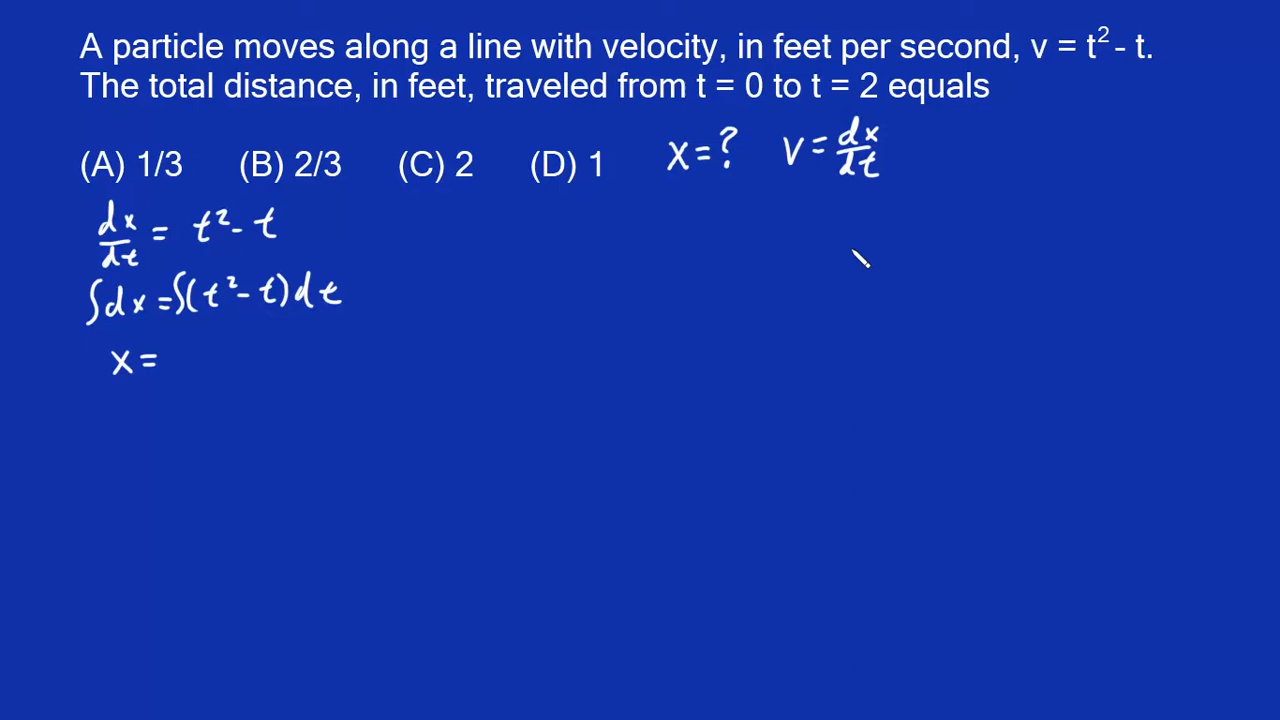 A particle moves along a line with velocity, in feet per second, v = t² - t.
The total distance, in feet, traveled from t = 0 to t = 2 equals
(A) 1/3 (B) 2/3 (C) 2 (D) 1 x = ? v = dx/dt
dx/dt = t² - t
∫dx = ∫(t² - t)dt
x =